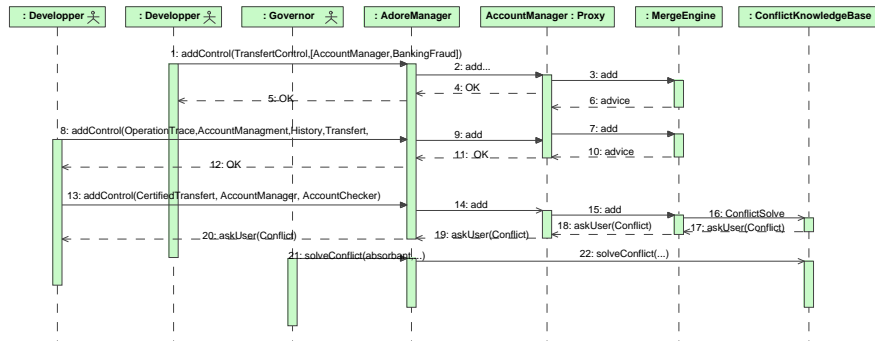 : Developper
: Developper
: Governor
: AdoreManager
AccountManager : Proxy
: MergeEngine
: ConflictKnowledgeBase
1: addControl(TransfertControl,[AccountManager,BankingFraud])
2: add...
3: add
4: OK
5: OK
6: advice
8: addControl(OperationTrace,AccountManagment,History,Transfert,
9: add
7: add
10: advice
11: OK
12: OK
13: addControl(CertifiedTransfert, AccountManager, AccountChecker)
14: add
15: add
16: ConflictSolve
17: askUser(Conflict)
18: askUser(Conflict)
19: askUser(Conflict)
20: askUser(Conflict)
21: solveConflict(absorbant,...)
22: solveConflict(...)